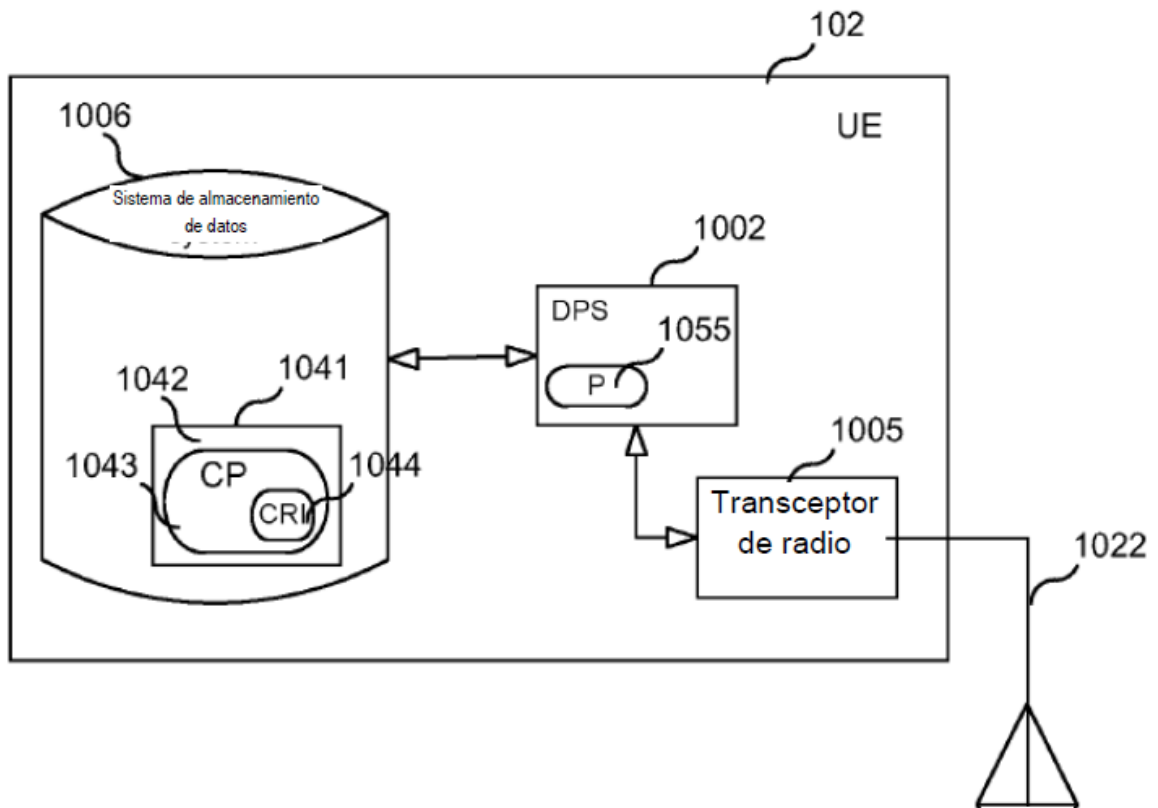 102
UE
1006
Sistema de almacenamiento
de datos
1002
DPS
1055
P
1042
1041
1043
CP
1044
CRI
1005
Transceptor
de radio
1022